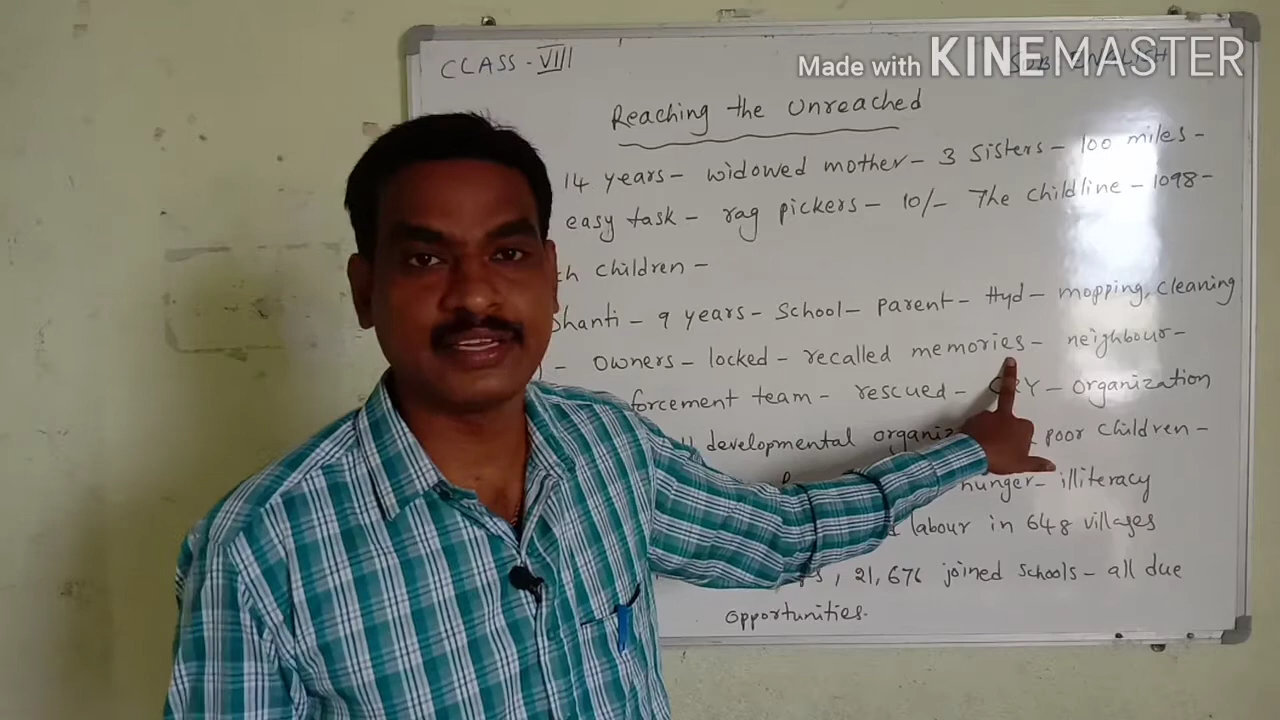 Made with KINEMASTER
CLASS - VIII SUB: ENGLISH
Reaching the Unreached
14 years - widowed mother - 3 sisters - 100 miles -
easy task - rag pickers - 10/- The childline - 1098 -
children -
Shanti - 9 years - School - Parent - Hyd - mopping, cleaning
- owners - locked - recalled memories - neighbour -
forcement team - rescued - CRY - organization
developmental poor children -
hunger - illiteracy
labour in 648 villages
, 21,676 joined schools - all due
opportunities.